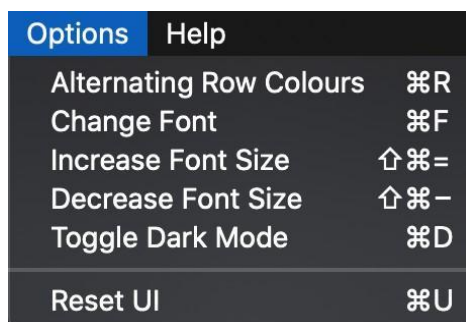 Options Help
Alternating Row Colours ⌘R
Change Font ⌘F
Increase Font Size ⇧⌘=
Decrease Font Size ⇧⌘−
Toggle Dark Mode ⌘D
Reset UI ⌘U